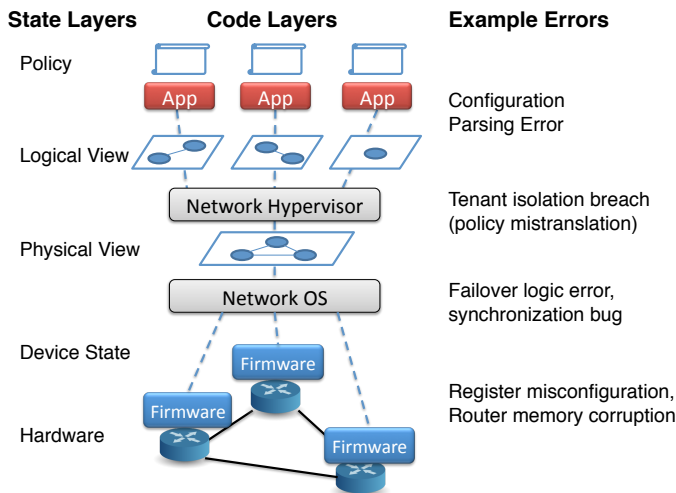 State Layers Code Layers Example Errors
Policy
App App App
Configuration
Parsing Error
Logical View
Network Hypervisor
Tenant isolation breach
(policy mistranslation)
Physical View
Network OS
Failover logic error,
synchronization bug
Device State
Firmware
Firmware
Register misconfiguration,
Router memory corruption
Hardware
Firmware